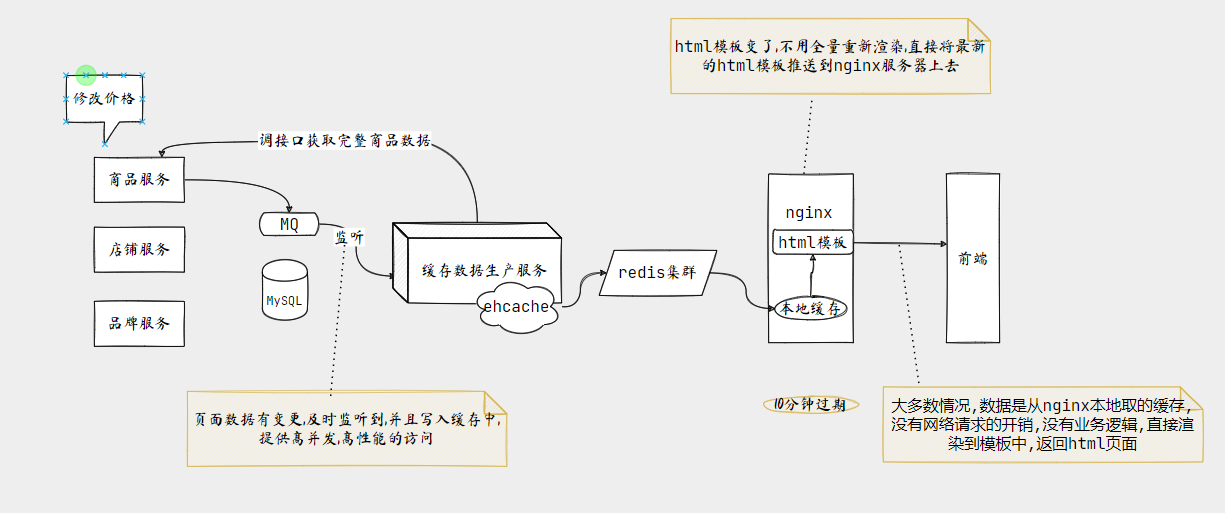 html模板变了,不用全量重新渲染,直接将最新
的html模板推送到nginx服务器上去
修改价格
调接口获取完整商品数据
商品服务
MQ
监听
店铺服务
MySQL
品牌服务
缓存数据生产服务
ehcache
redis集群
nginx
html模板
本地缓存
前端
10分钟过期
页面数据有变更,及时监听到,并且写入缓存中,
提供高并发,高性能的访问
大多数情况,数据是从nginx本地取的缓存,
没有网络请求的开销,没有业务逻辑,直接渲
染到模板中,返回html页面